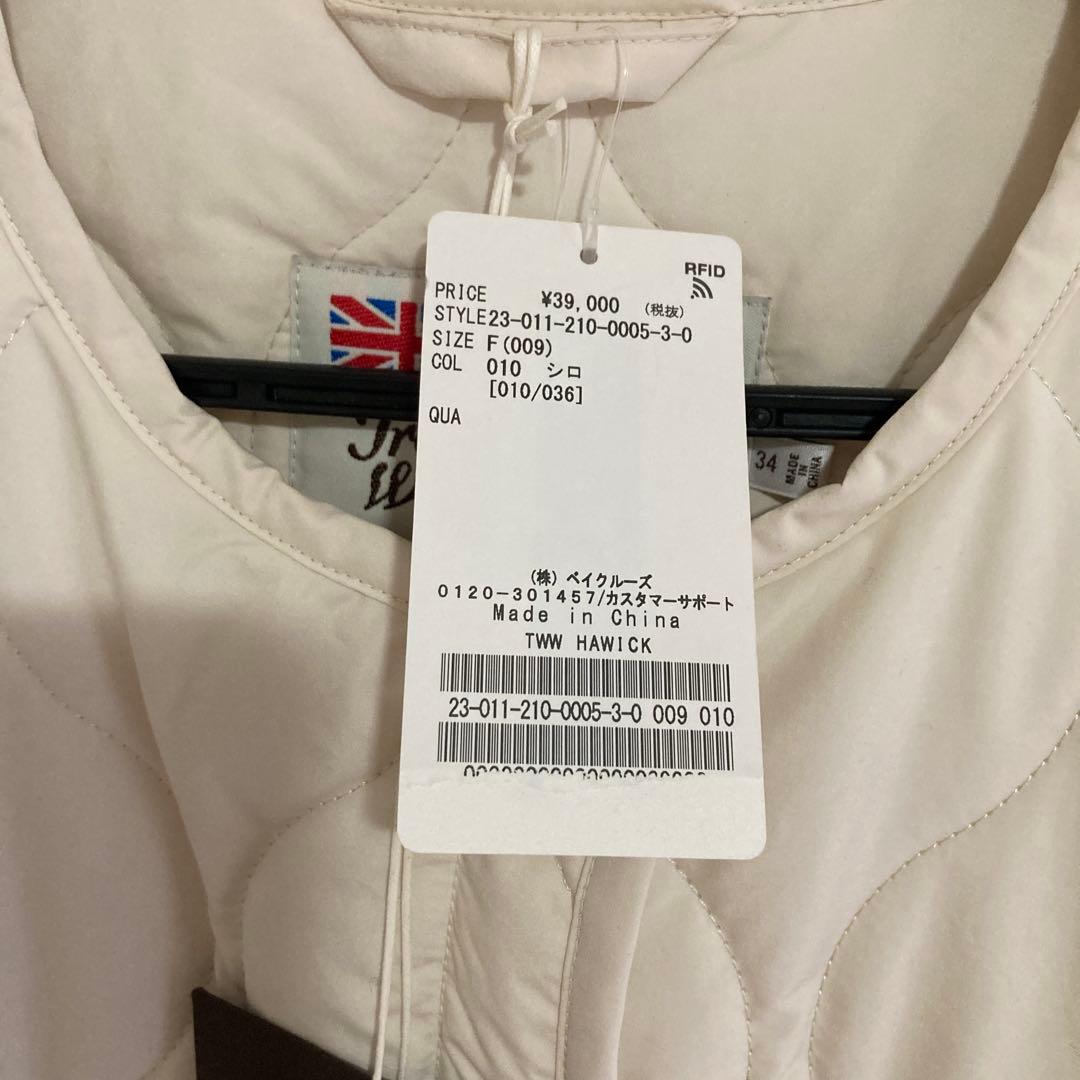 RFID
PRICE ¥39,000 (税抜)
STYLE23-011-210-0005-3-0
SIZE F(009)
COL 010 シロ
[010/036]
QUA
34
MADE
IN
CHINA
(株) ベイクルーズ
0120-301457/カスタマーサポート
Made in China
TWW HAWICK
23-011-210-0005-3-0 009 010